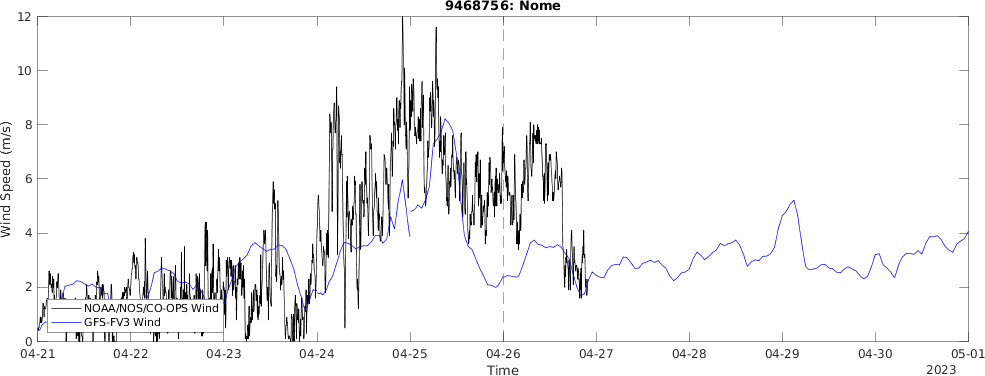 9468756: Nome
Wind Speed (m/s)
12
10
8
6
4
2
0
NOAA/NOS/CO-OPS Wind
GFS-FV3 Wind
04-21 04-22 04-23 04-24 04-25 04-26 04-27 04-28 04-29 04-30 05-01
Time
2023